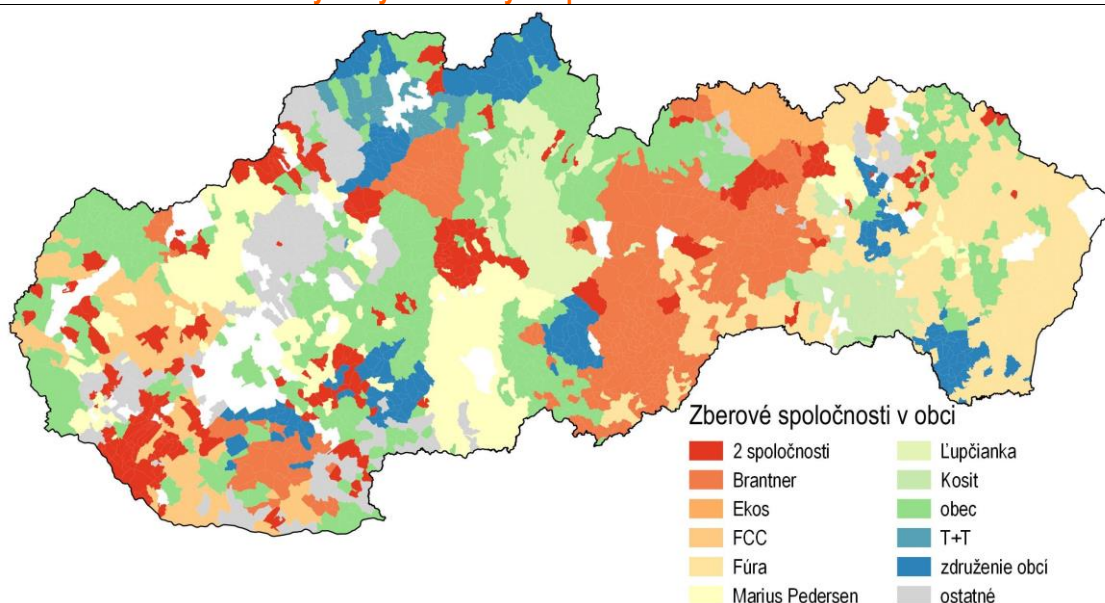 Zberové spoločnosti v obci
2 spoločnosti
Brantner
Ekos
FCC
Fúra
Marius Pedersen
Ľupčianka
Kosit
obec
T+T
združenie obcí
ostatné